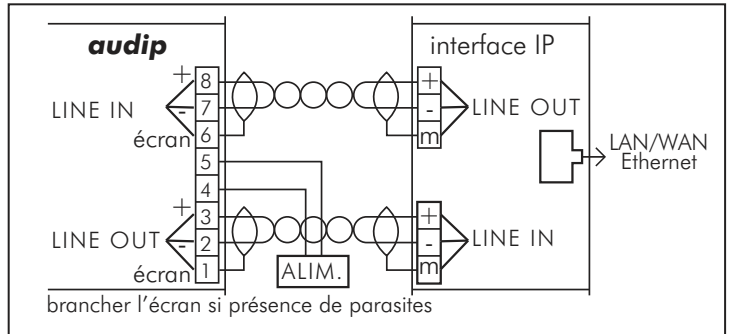 audip
interface IP
+ 8
LINE IN - 7
écran 6
5
4
+ 3
LINE OUT - 2
écran 1
ALIM.
+
-
m
LINE OUT
LAN/WAN
Ethernet
+
-
m
LINE IN
brancher l'écran si présence de parasites